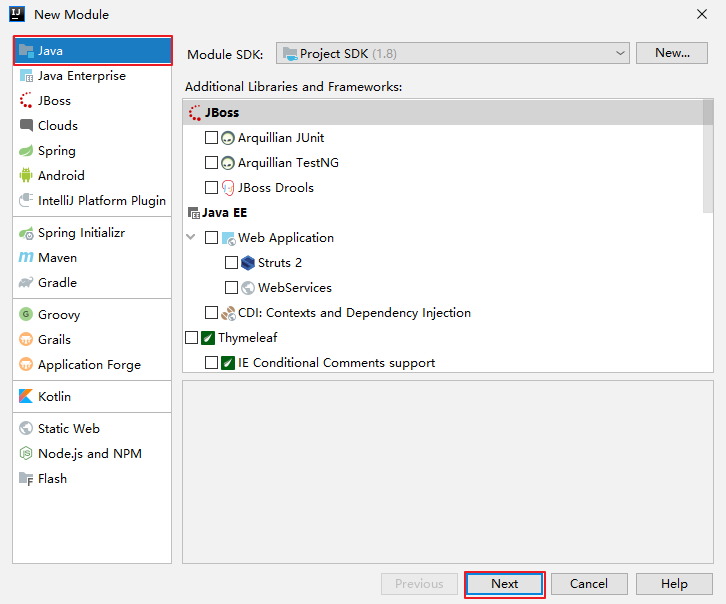 New Module
Java
Java Enterprise
JBoss
Clouds
Spring
Android
IntelliJ Platform Plugin
Spring Initializr
Maven
Gradle
Groovy
Grails
Application Forge
Kotlin
Static Web
Node.js and NPM
Flash
Module SDK: Project SDK (1.8) New...
Additional Libraries and Frameworks:
JBoss
Arquillian JUnit
Arquillian TestNG
JBoss Drools
Java EE
Web Application
Struts 2
WebServices
CDI: Contexts and Dependency Injection
Thymeleaf
IE Conditional Comments support
Previous Next Cancel Help